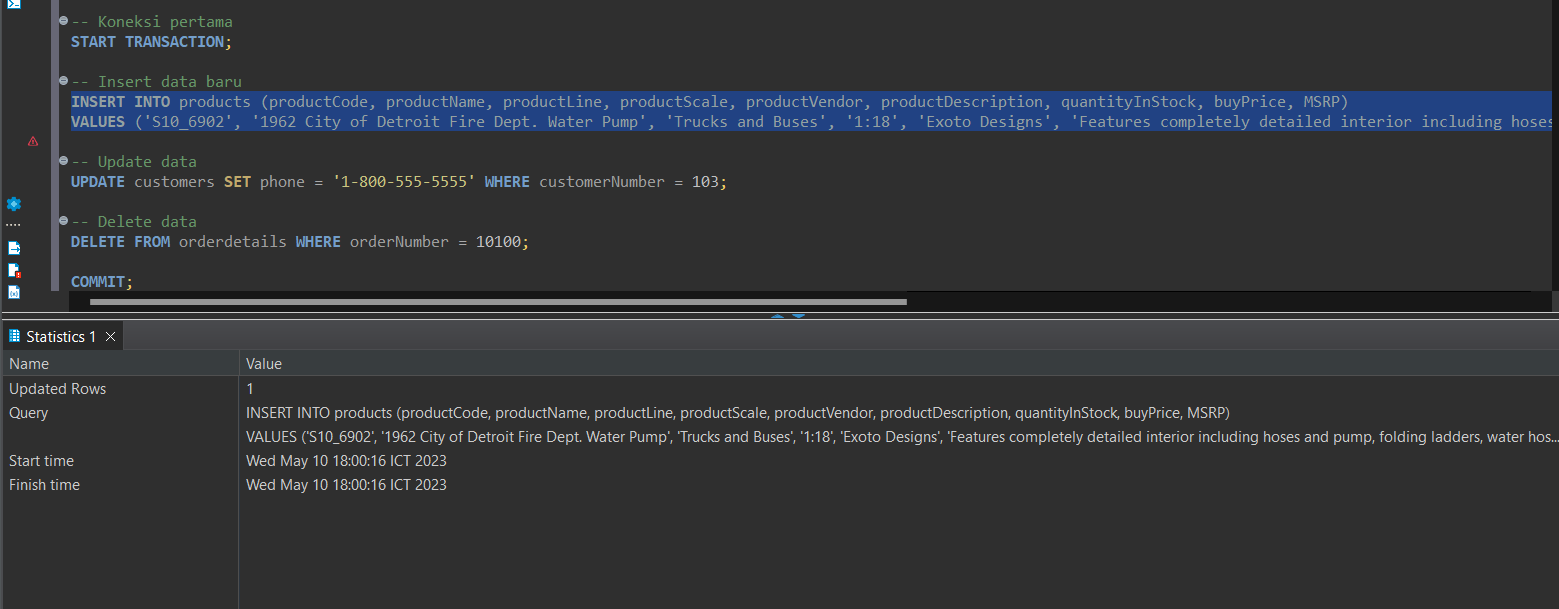 -- Koneksi pertama
START TRANSACTION;
-- Insert data baru
INSERT INTO products (productCode, productName, productLine, productScale, productVendor, productDescription, quantityInStock, buyPrice, MSRP)
VALUES ('S10_6902', '1962 City of Detroit Fire Dept. Water Pump', 'Trucks and Buses', '1:18', 'Exoto Designs', 'Features completely detailed interior including hoses
-- Update data
UPDATE customers SET phone = '1-800-555-5555' WHERE customerNumber = 103;
-- Delete data
DELETE FROM orderdetails WHERE orderNumber = 10100;
COMMIT;
Statistics 1
Name Value
Updated Rows 1
Query INSERT INTO products (productCode, productName, productLine, productScale, productVendor, productDescription, quantityInStock, buyPrice, MSRP)
VALUES ('S10_6902', '1962 City of Detroit Fire Dept. Water Pump', 'Trucks and Buses', '1:18', 'Exoto Designs', 'Features completely detailed interior including hoses and pump, folding ladders, water hos...
Start time Wed May 10 18:00:16 ICT 2023
Finish time Wed May 10 18:00:16 ICT 2023